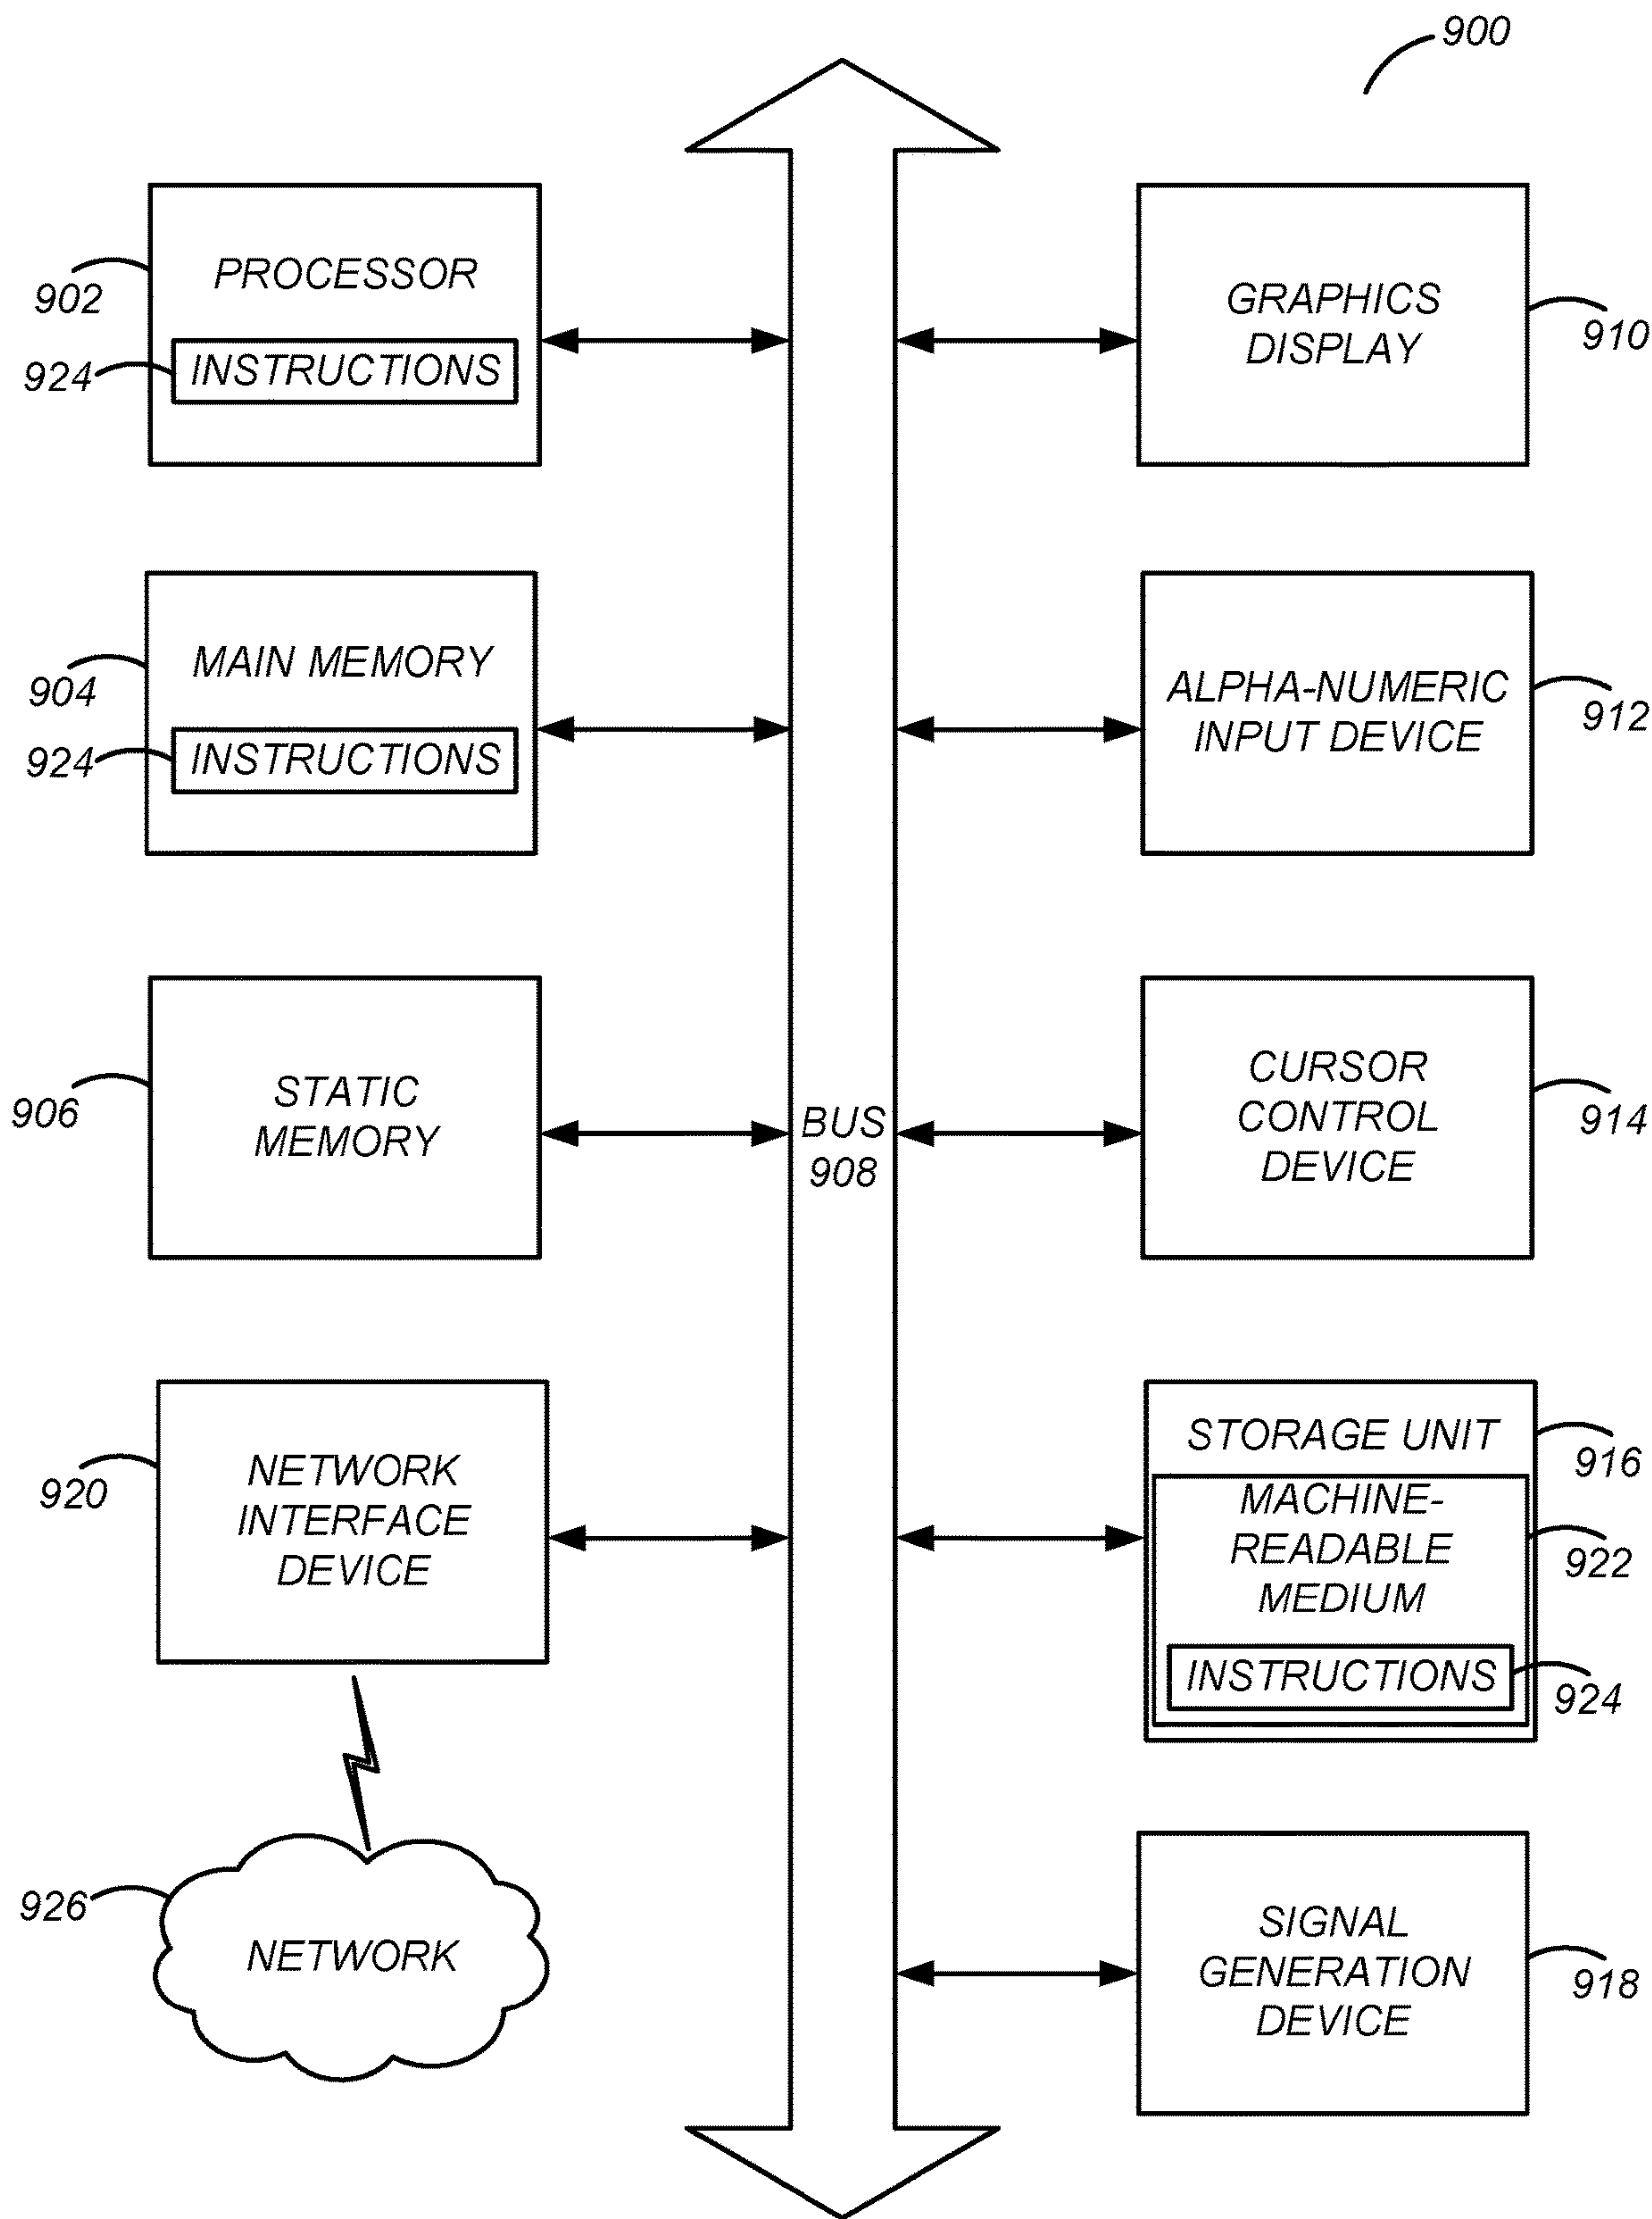 900
PROCESSOR
902
924
INSTRUCTIONS
GRAPHICS
DISPLAY
910
MAIN MEMORY
904
924
INSTRUCTIONS
ALPHA-NUMERIC
INPUT DEVICE
912
STATIC
MEMORY
906
BUS
908
CURSOR
CONTROL
DEVICE
914
NETWORK
INTERFACE
DEVICE
920
STORAGE UNIT
916
MACHINE-
READABLE
MEDIUM
922
INSTRUCTIONS
924
926
NETWORK
SIGNAL
GENERATION
DEVICE
918